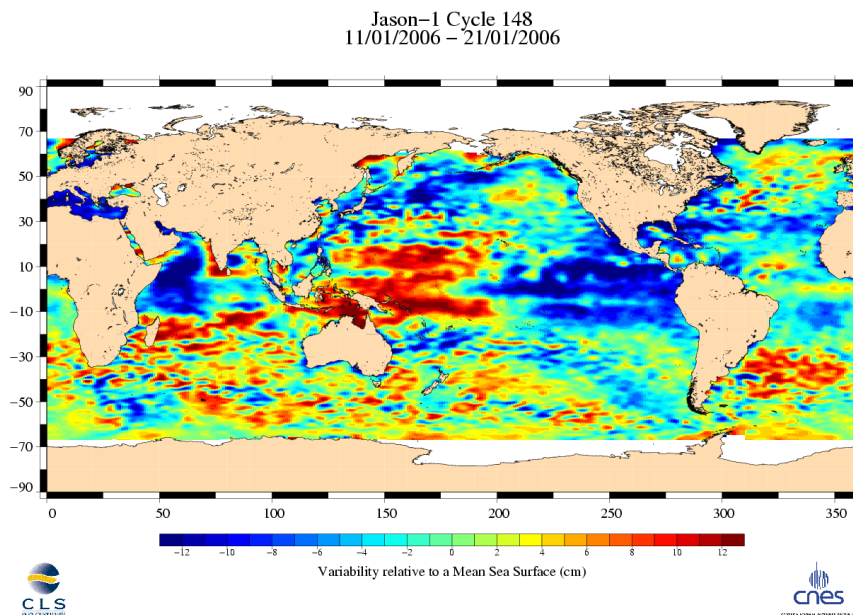 Jason−1 Cycle 148
11/01/2006 − 21/01/2006
90
70
50
30
10
−10
−30
−50
−70
−90
0 50 100 150 200 250 300 350
−12 −10 −8 −6 −4 −2 0 2 4 6 8 10 12
Variability relative to a Mean Sea Surface (cm)
CLS
cnes